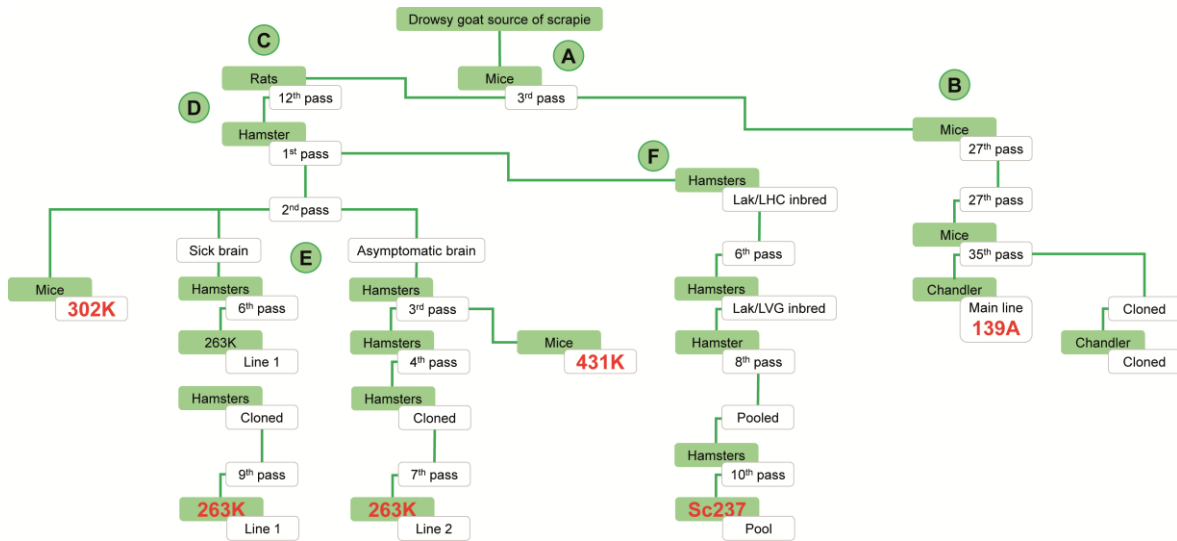 Drowsy goat source of scrapie
A
C
B
Rats
Mice
12th pass
3rd pass
D
Hamster
Mice
1st pass
27th pass
F
Hamsters
Lak/LHC inbred
27th pass
2nd pass
Mice
Sick brain
E
Asymptomatic brain
6th pass
35th pass
Mice
302K
Hamsters
6th pass
Hamsters
3rd pass
Hamsters
Lak/LVG inbred
Chandler
Main line
139A
Cloned
263K
Line 1
Hamsters
4th pass
Mice
431K
Hamster
8th pass
Chandler
Cloned
Hamsters
Cloned
Hamsters
Cloned
Pooled
Hamsters
9th pass
7th pass
10th pass
263K
Line 1
263K
Line 2
Sc237
Pool